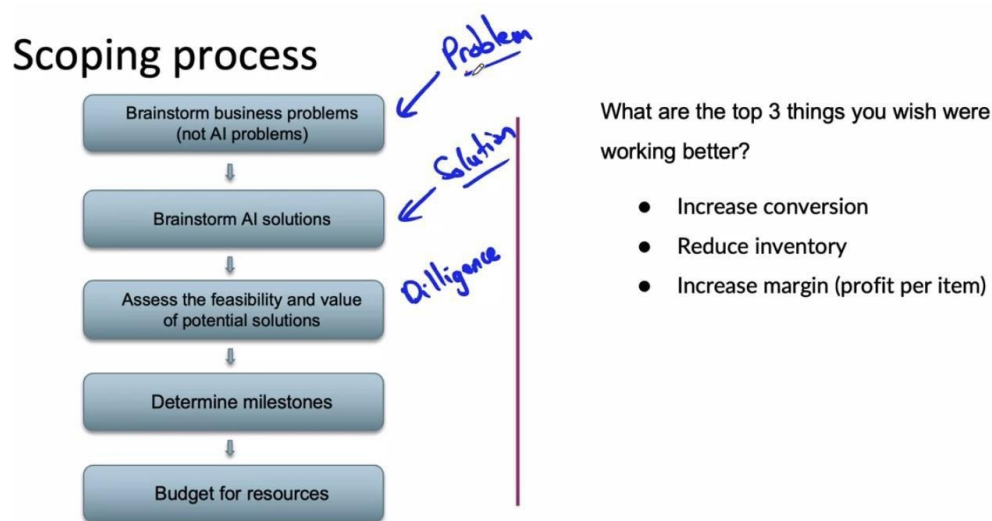 Scoping process
Problem
Brainstorm business problems
(not AI problems)
Solution
Brainstorm AI solutions
Dilligence
Assess the feasibility and value
of potential solutions
Determine milestones
Budget for resources
What are the top 3 things you wish were
working better?
● Increase conversion
● Reduce inventory
● Increase margin (profit per item)